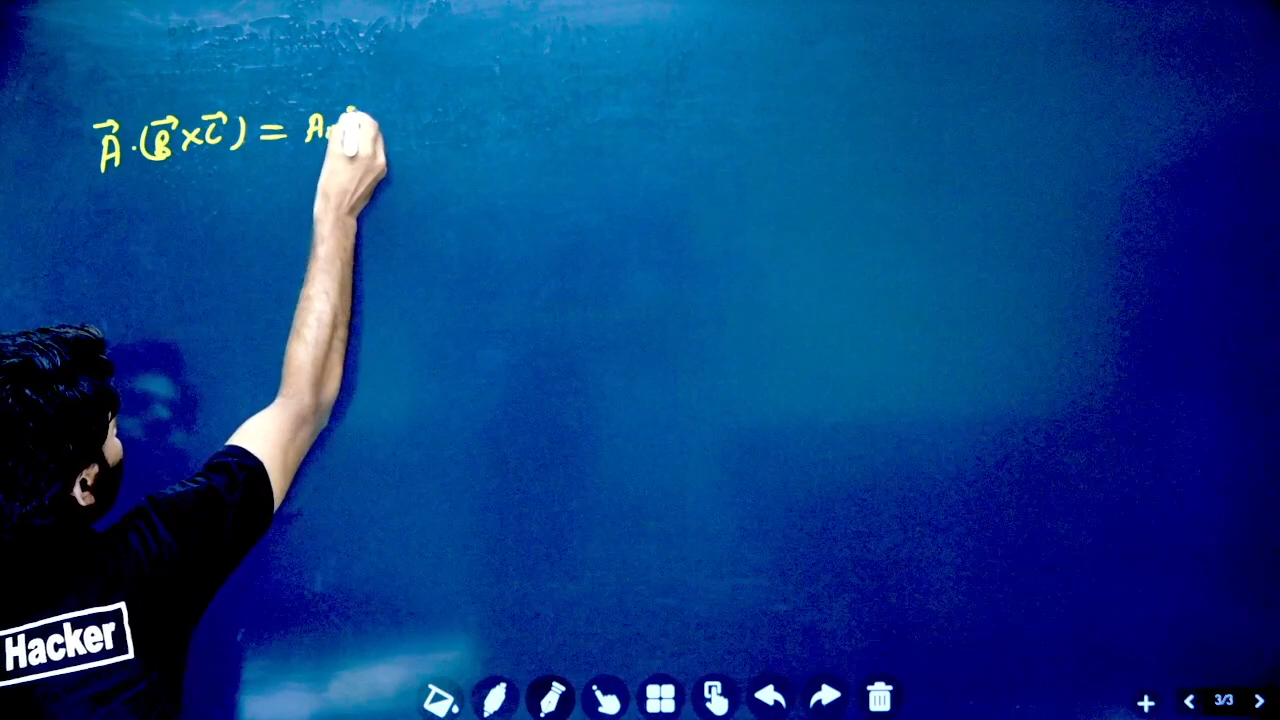 A⃗ · (B⃗ × C⃗) = A
Hacker
3/3